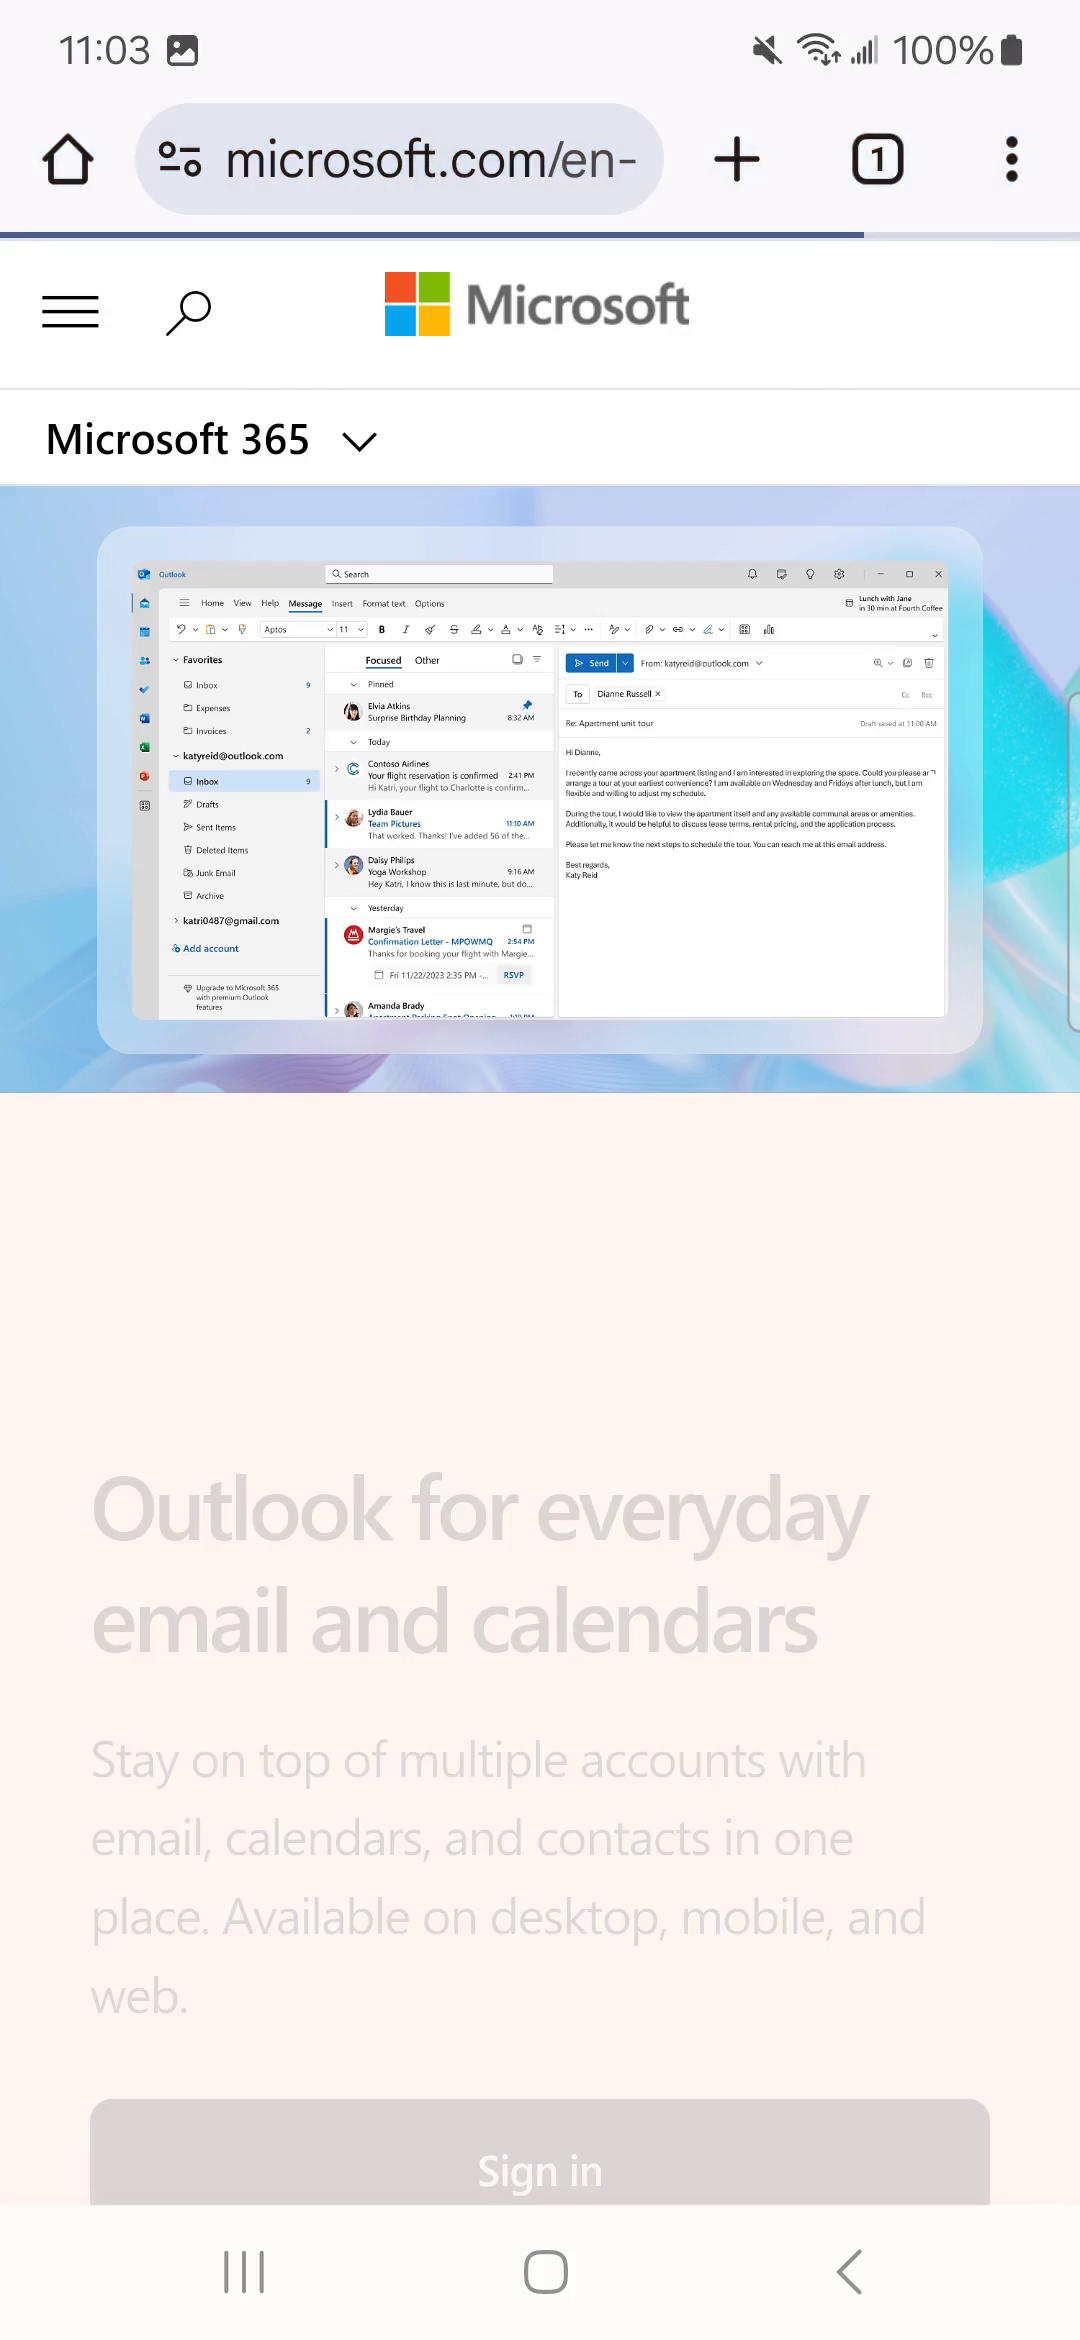 11:03
100%
microsoft.com/en-
1
Microsoft
Microsoft 365
Outlook
Search
Home View Help Message Insert Format text Options
Lunch with Jane
in 30 min at Fourth Coffee
Aptos 11 B I
Favorites
Inbox 9
Expenses
Invoices 2
katyreid@outlook.com
Inbox 9
Drafts
Sent Items
Deleted Items
Junk Email
Archive
katri0487@gmail.com
Add account
Upgrade to Microsoft 365
with premium Outlook
features
Focused Other
Pinned
Elvia Atkins
Surprise Birthday Planning 8:32 AM
Today
Contoso Airlines
Your flight reservation is confirmed 2:41 PM
Hi Katri, your flight to Charlotte is confirm...
Lydia Bauer
Team Pictures 11:10 AM
That worked. Thanks! I've added 56 of the...
Daisy Philips
Yoga Workshop 9:16 AM
Hey Katri, I know this is last minute, but do...
Yesterday
Margie's Travel
Confirmation Letter - MPOWMQ 2:54 PM
Thanks for booking your flight with Margie...
Fri 11/22/2023 2:35 PM -... RSVP
Amanda Brady
Send From: katyreid@outlook.com
To Dianne Russell Cc Bcc
Re: Apartment unit tour Draft saved at 11:00 AM
Hi Dianne,
I recently came across your apartment listing and I am interested in exploring the space. Could you please
arrange a tour at your earliest convenience? I am available on Wednesday and Fridays after lunch, but I am
flexible and willing to adjust my schedule.
During the tour, I would like to view the apartment itself and any available communal areas or amenities.
Additionally, it would be helpful to discuss lease terms, rental pricing, and the application process.
Please let me know the next steps to schedule the tour. You can reach me at this email address.
Best regards,
Katy Reid
Outlook for everyday
email and calendars
Stay on top of multiple accounts with
email, calendars, and contacts in one
place. Available on desktop, mobile, and
web.
Sign in